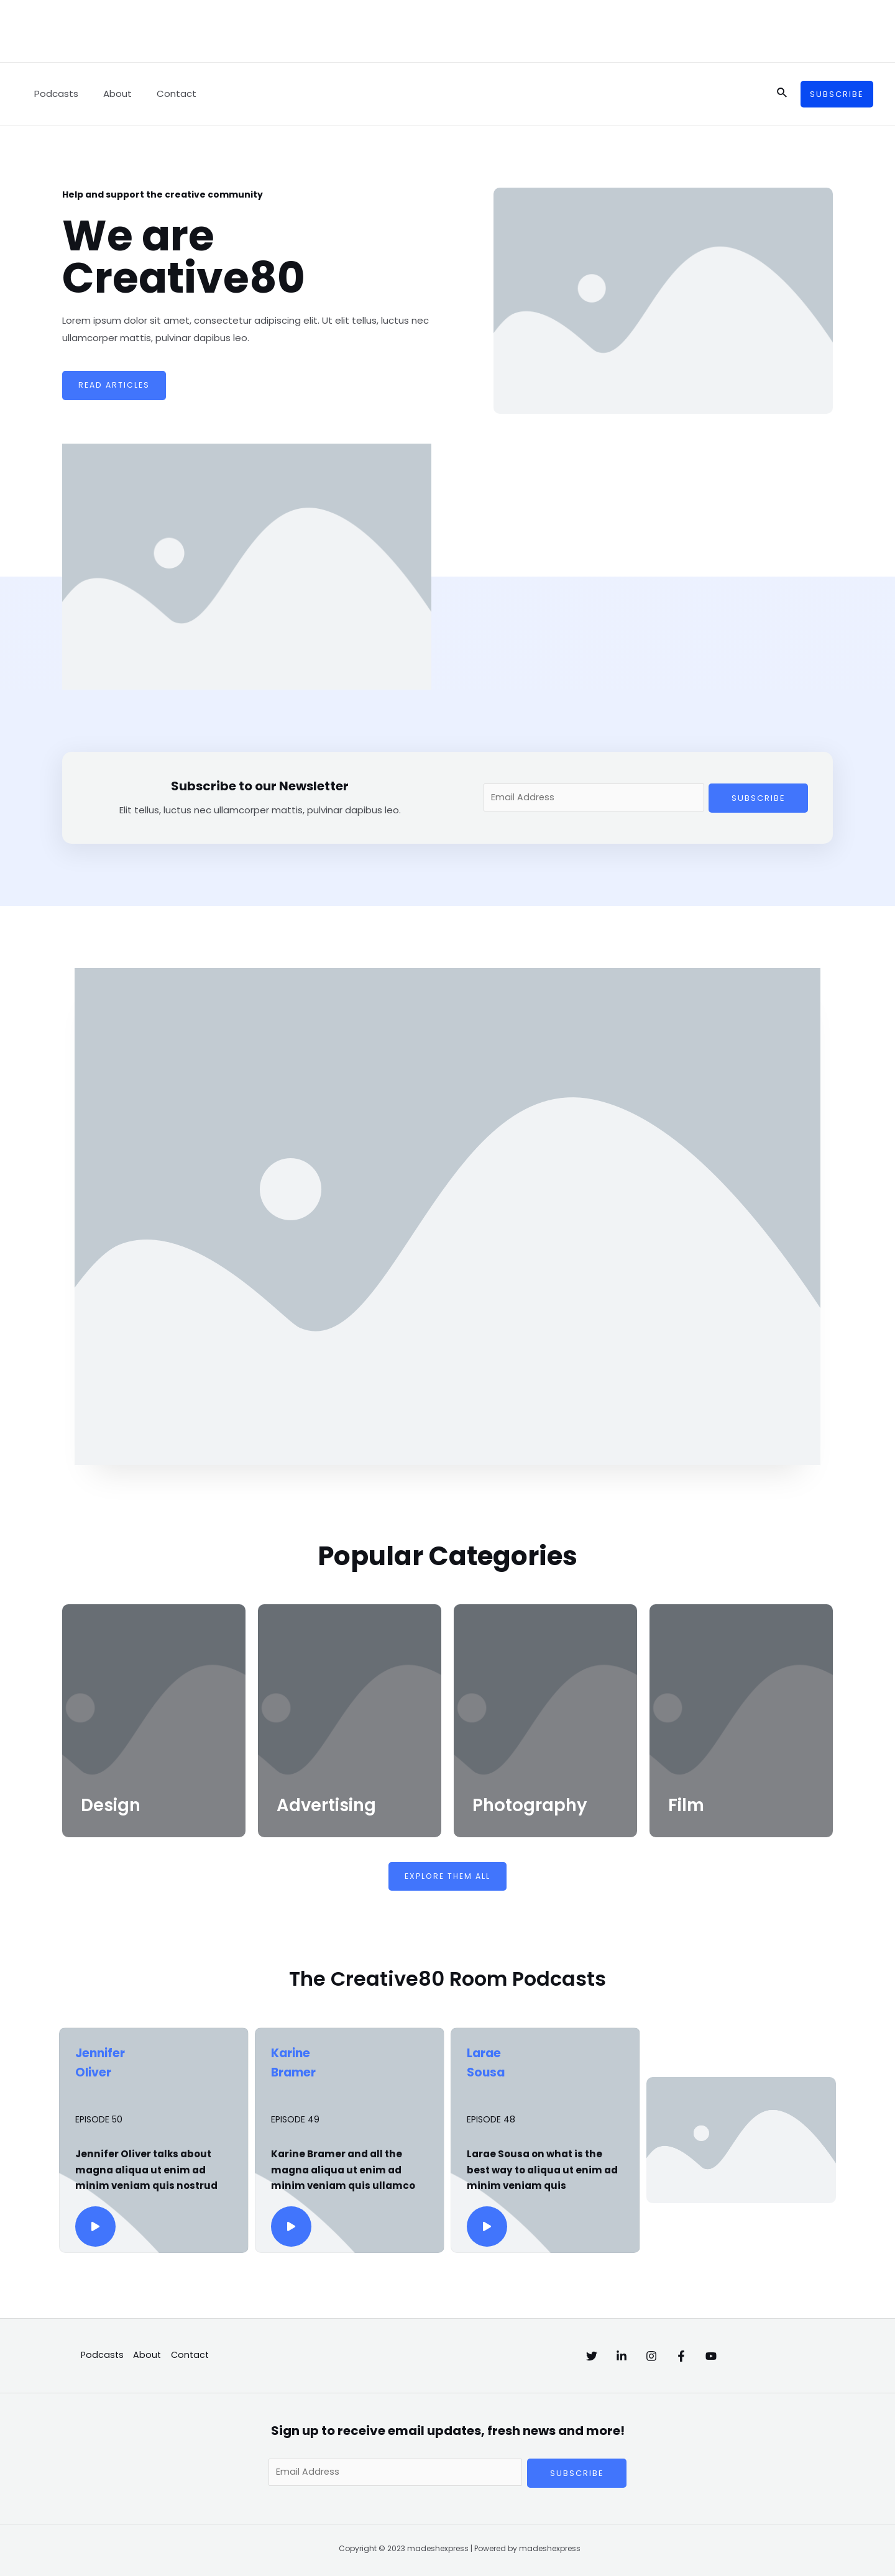 Podcasts About Contact SUBSCRIBE
Help and support the creative community
We are
Creative80
Lorem ipsum dolor sit amet, consectetur adipiscing elit. Ut elit tellus, luctus nec
ullamcorper mattis, pulvinar dapibus leo.
READ ARTICLES
Subscribe to our Newsletter
Elit tellus, luctus nec ullamcorper mattis, pulvinar dapibus leo.
Email Address SUBSCRIBE
Popular Categories
Design
Advertising
Photography
Film
EXPLORE THEM ALL
The Creative80 Room Podcasts
Jennifer
Oliver
EPISODE 50
Jennifer Oliver talks about
magna aliqua ut enim ad
minim veniam quis nostrud
Karine
Bramer
EPISODE 49
Karine Bramer and all the
magna aliqua ut enim ad
minim veniam quis ullamco
Larae
Sousa
EPISODE 48
Larae Sousa on what is the
best way to aliqua ut enim ad
minim veniam quis
Podcasts About Contact
Sign up to receive email updates, fresh news and more!
Email Address SUBSCRIBE
Copyright © 2023 madeshexpress | Powered by madeshexpress